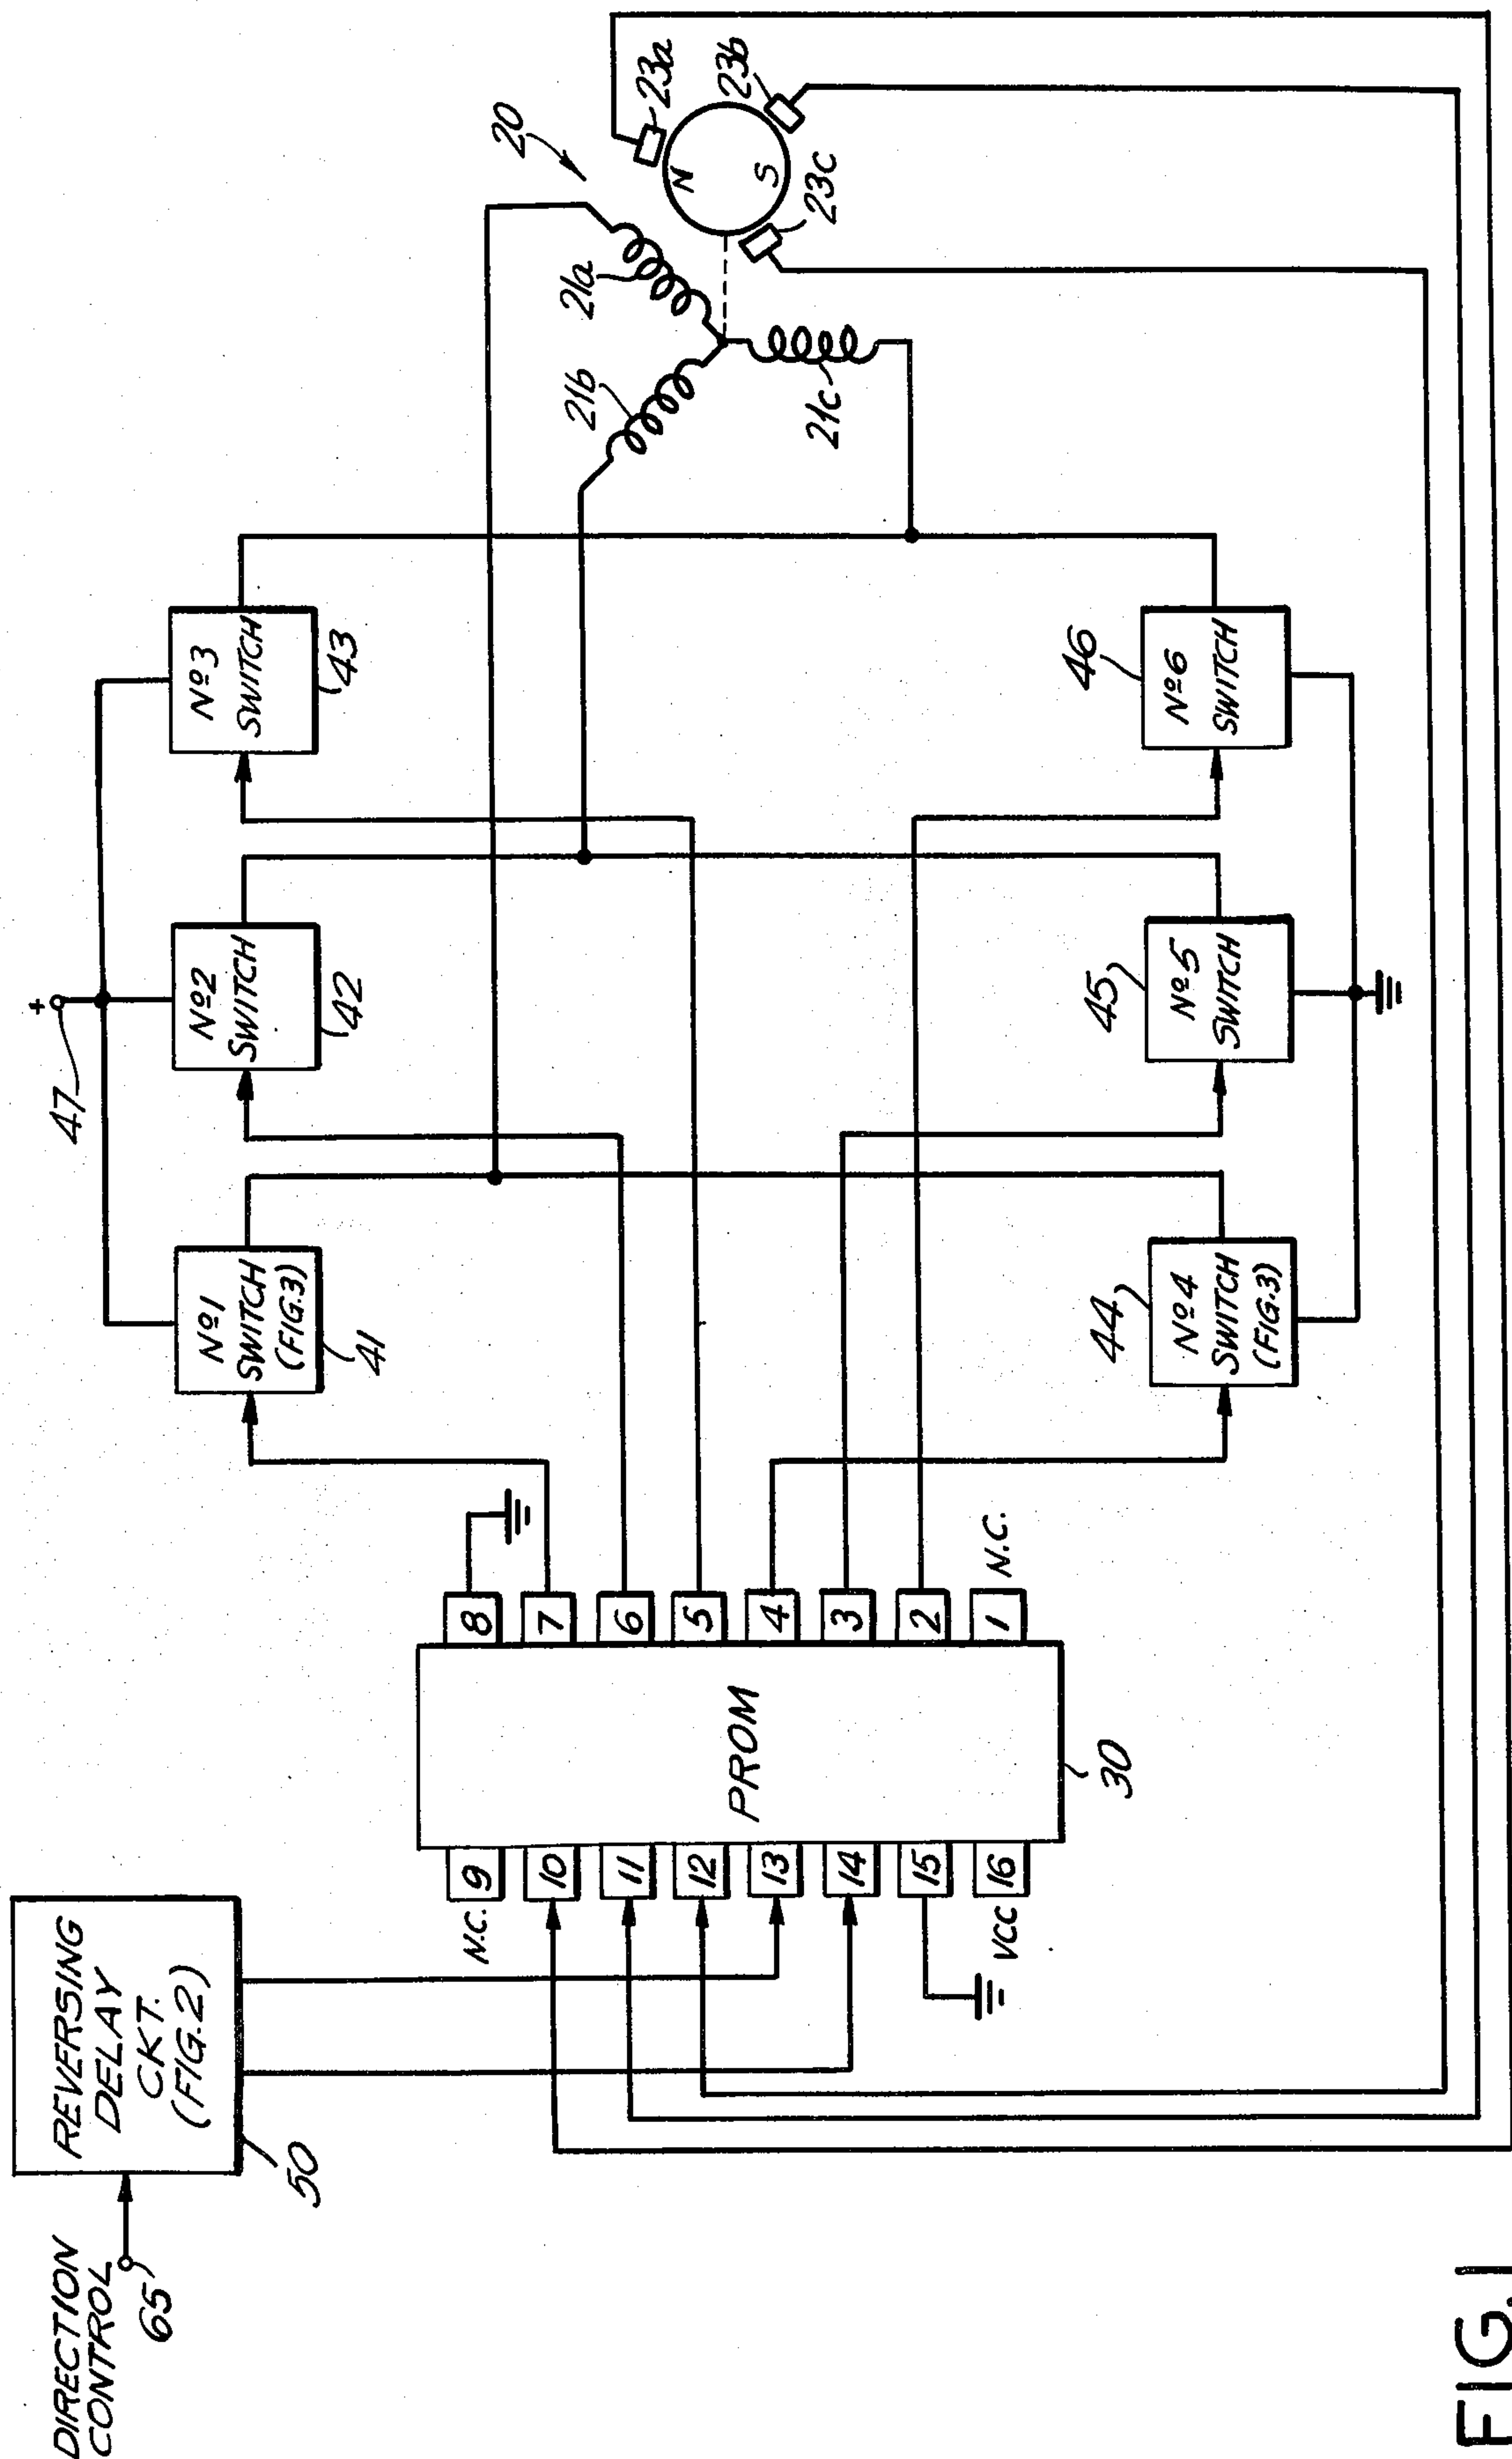 DIRECTION
CONTROL
65
REVERSING
DELAY
CKT.
(FIG.2)
50
N.C.
9
10
11
12
13
14
15
16
VCC
PROM
30
8
7
6
5
4
3
2
1
N.C.
47
+
Nº1
SWITCH
(FIG.3)
41
Nº2
SWITCH
42
Nº3
SWITCH
43
44
Nº4
SWITCH
(FIG.3)
45
Nº5
SWITCH
46
Nº6
SWITCH
20
21a
21b
21c
N
S
23a
23b
23c
FIG.1